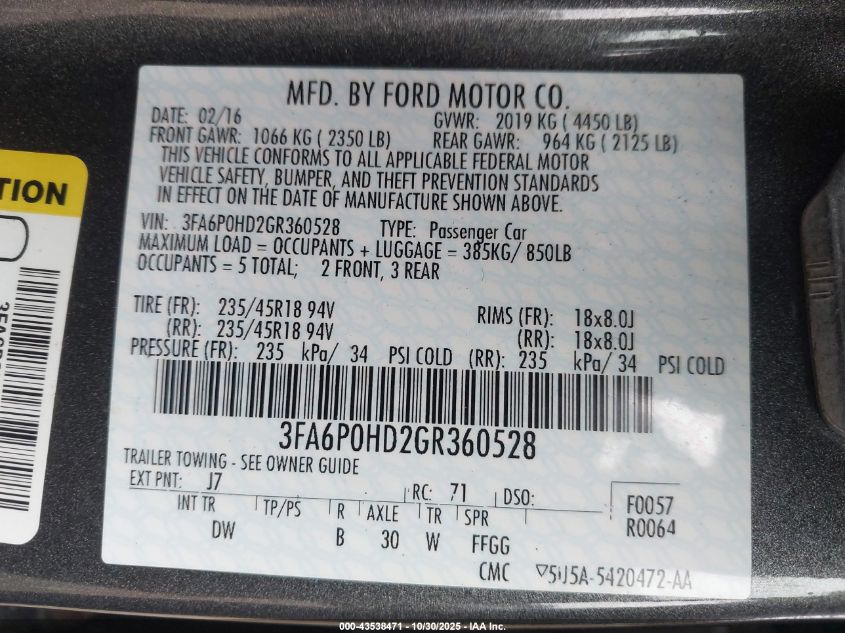 MFD. BY FORD MOTOR CO.
DATE: 02/16 GVWR: 2019 KG ( 4450 LB)
FRONT GAWR: 1066 KG ( 2350 LB) REAR GAWR: 964 KG ( 2125 LB)
THIS VEHICLE CONFORMS TO ALL APPLICABLE FEDERAL MOTOR
VEHICLE SAFETY, BUMPER, AND THEFT PREVENTION STANDARDS
IN EFFECT ON THE DATE OF MANUFACTURE SHOWN ABOVE.
VIN: 3FA6P0HD2GR360528 TYPE: Passenger Car
MAXIMUM LOAD = OCCUPANTS + LUGGAGE = 385KG/ 850LB
OCCUPANTS = 5 TOTAL; 2 FRONT, 3 REAR
TIRE (FR): 235/45R18 94V RIMS (FR): 18x8.0J
(RR): 235/45R18 94V (RR): 18x8.0J
PRESSURE (FR): 235 kPa/ 34 PSI COLD (RR): 235 kPa/ 34 PSI COLD
3FA6P0HD2GR360528
TRAILER TOWING - SEE OWNER GUIDE
EXT PNT: J7 RC: 71 DSO: F0057
INT TR TP/PS R AXLE TR SPR R0064
DW B 30 W FFGG
CMC 5U5A-5420472-AA
000-43538471 - 10/30/2025 - IAA Inc.